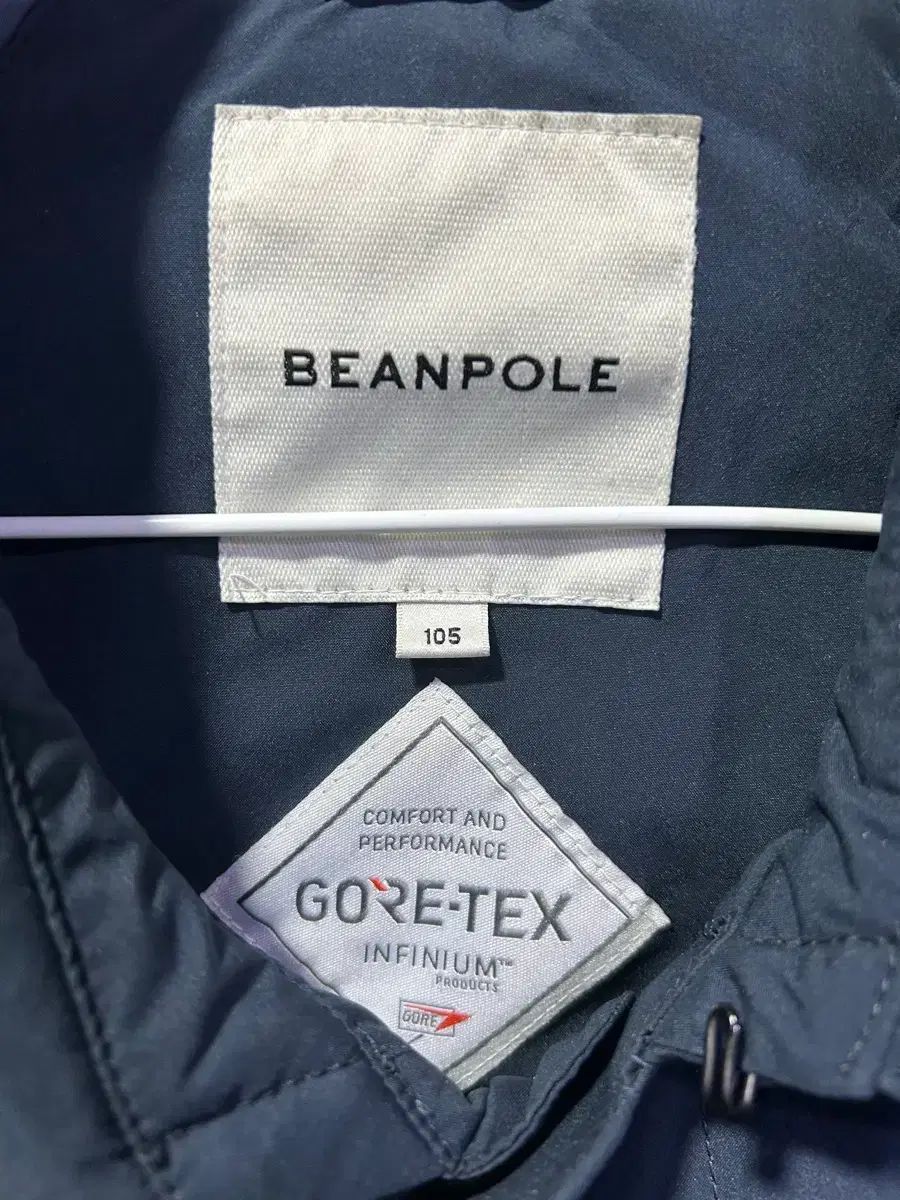 BEANPOLE
105
COMFORT AND
PERFORMANCE
GORE-TEX
INFINIUM™
PRODUCTS
GORE